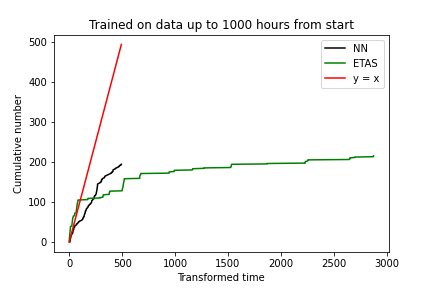 Trained on data up to 1000 hours from start
Cumulative number
500
400
300
200
100
0
NN
ETAS
y = x
0
500
1000
1500
2000
2500
3000
Transformed time